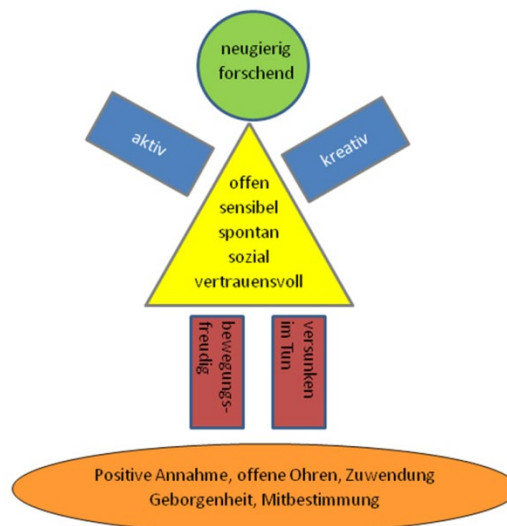 neugierig
forschend
aktiv
kreativ
offen
sensibel
spontan
sozial
vertrauensvoll
bewegungs-
freudig
versunken
im Tun
Positive Annahme, offene Ohren, Zuwendung
Geborgenheit, Mitbestimmung